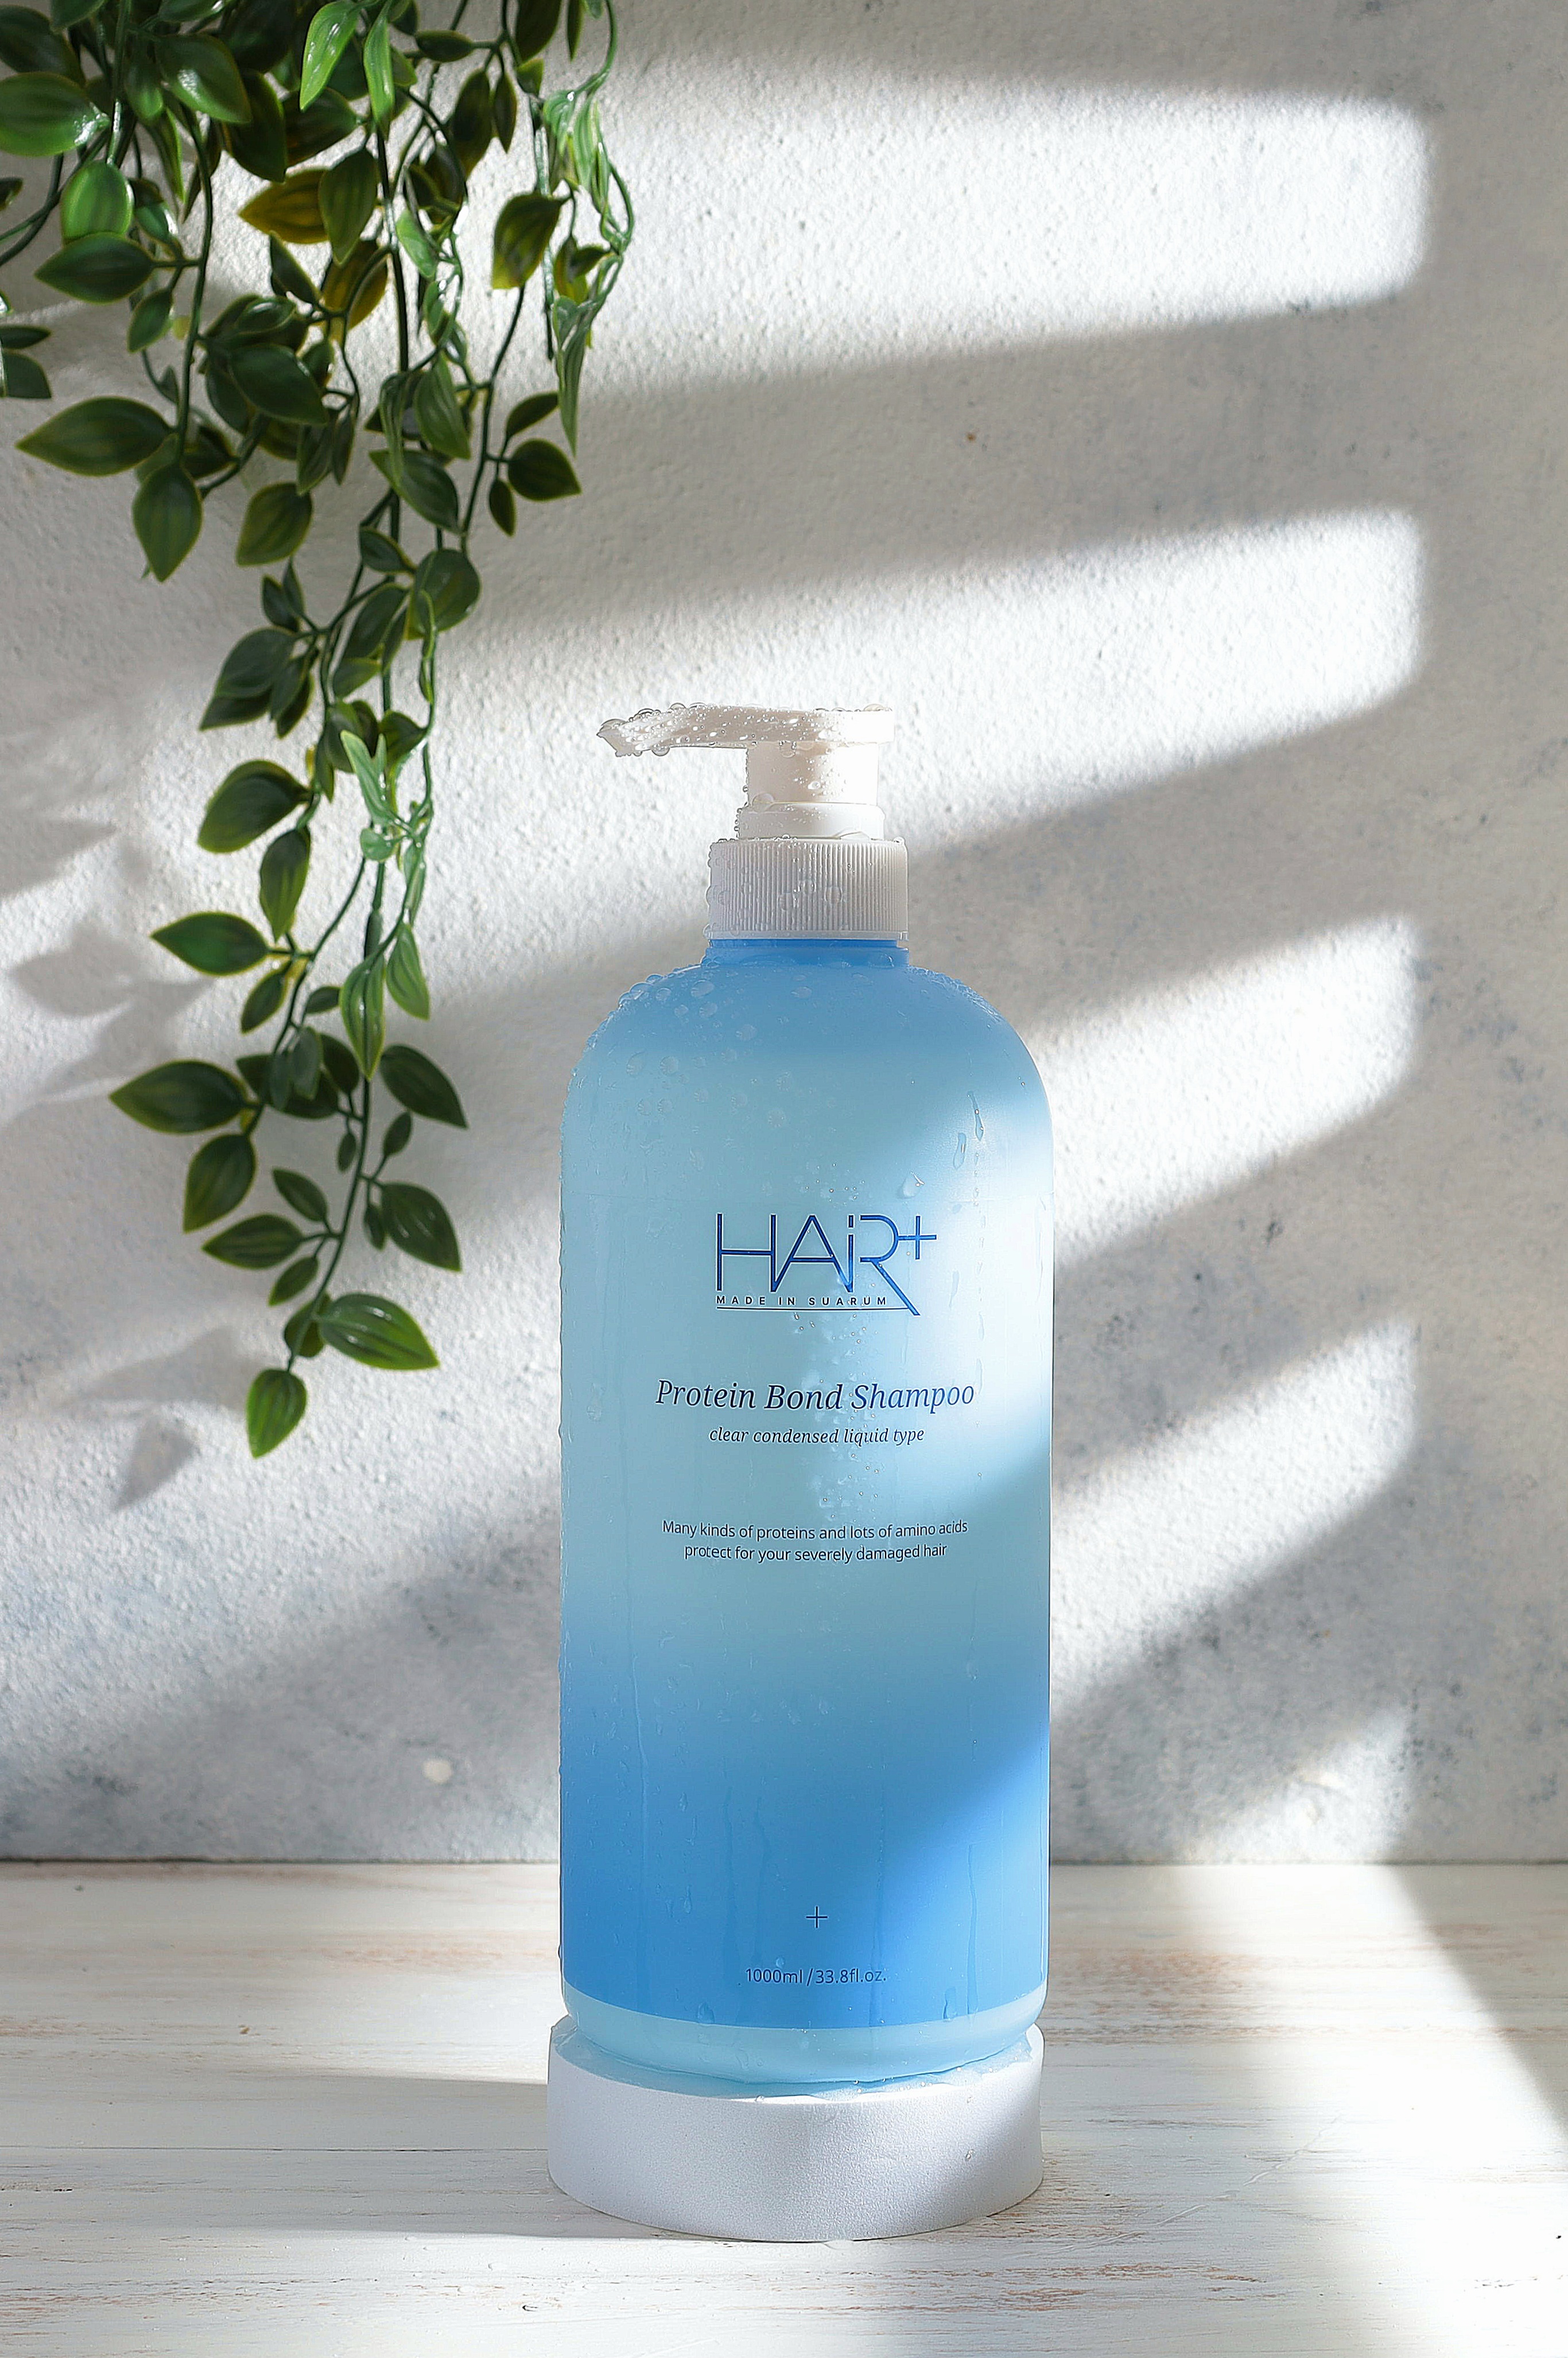 HAiR+
MADE IN SUARUM
Protein Bond Shampoo
clear condensed liquid type
Many kinds of proteins and lots of amino acids
protect for your severely damaged hair
+
1000ml/33.8fl.oz.